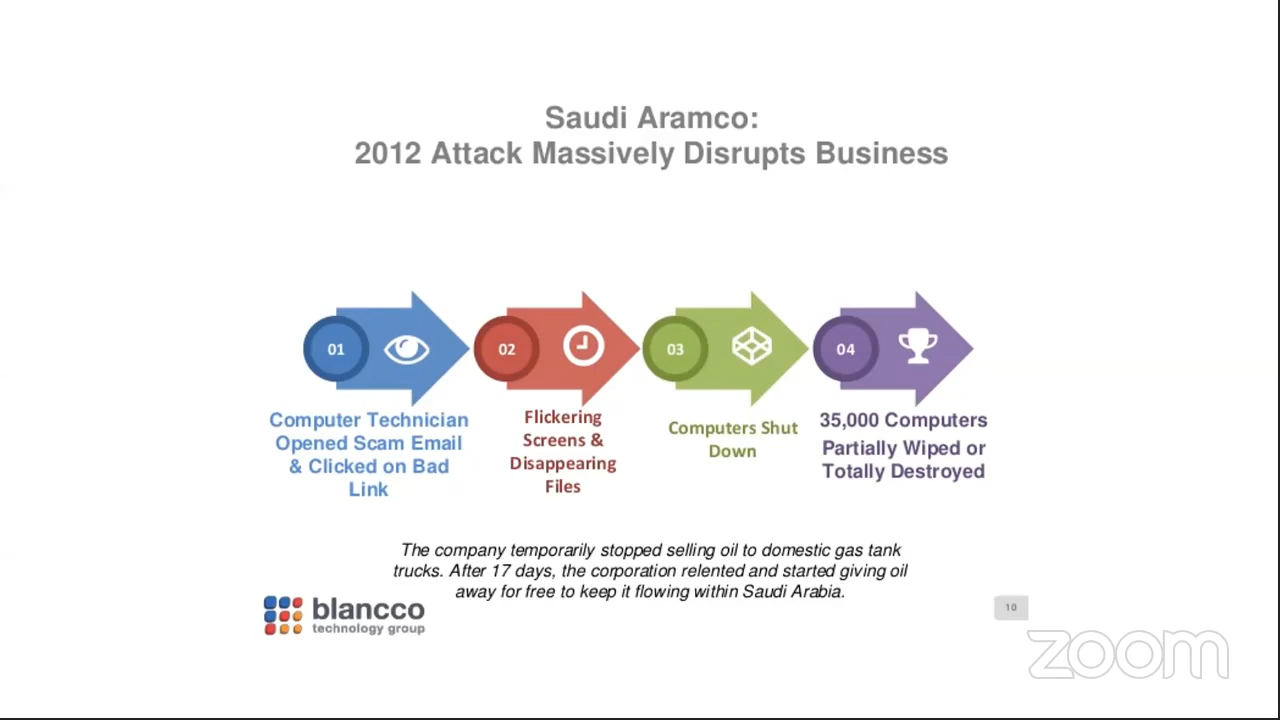 Saudi Aramco:
2012 Attack Massively Disrupts Business
01
02
03
04
Computer Technician
Opened Scam Email
& Clicked on Bad
Link
Flickering
Screens &
Disappearing
Files
Computers Shut
Down
35,000 Computers
Partially Wiped or
Totally Destroyed
The company temporarily stopped selling oil to domestic gas tank
trucks. After 17 days, the corporation relented and started giving oil
away for free to keep it flowing within Saudi Arabia.
blancco
technology group
10
zoom